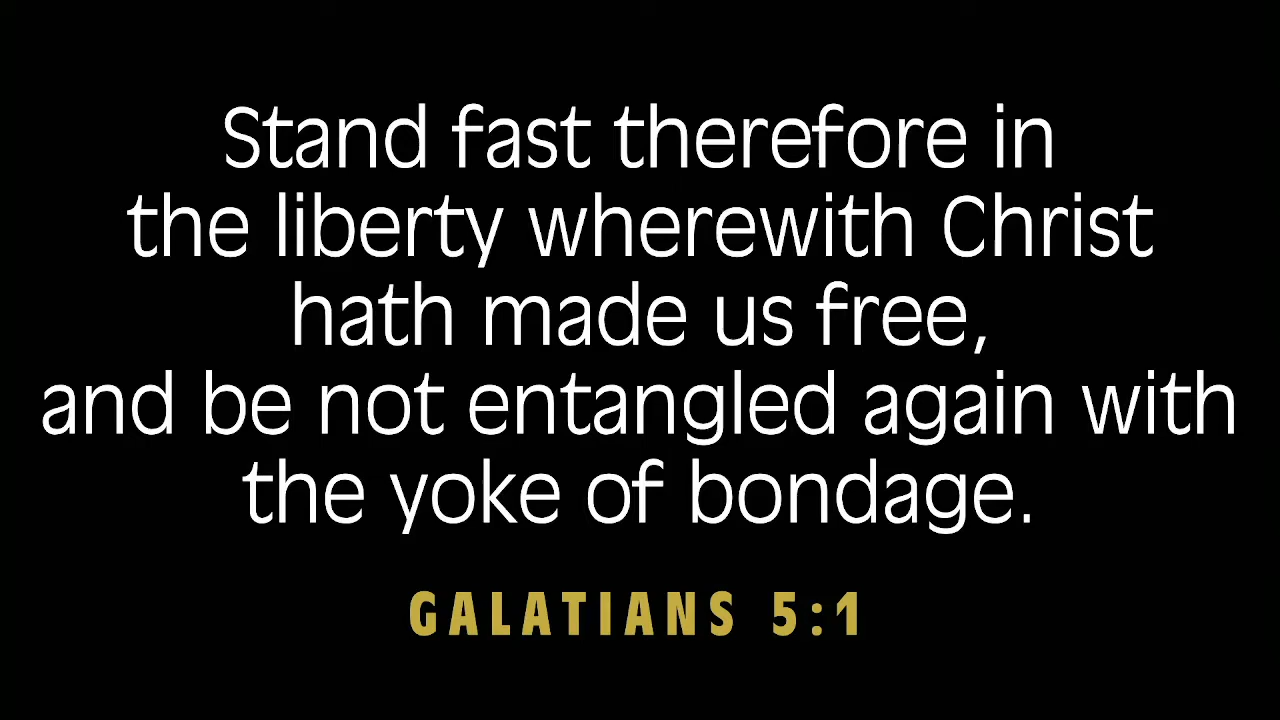 Stand fast therefore in
the liberty wherewith Christ
hath made us free,
and be not entangled again with
the yoke of bondage.
GALATIANS 5:1